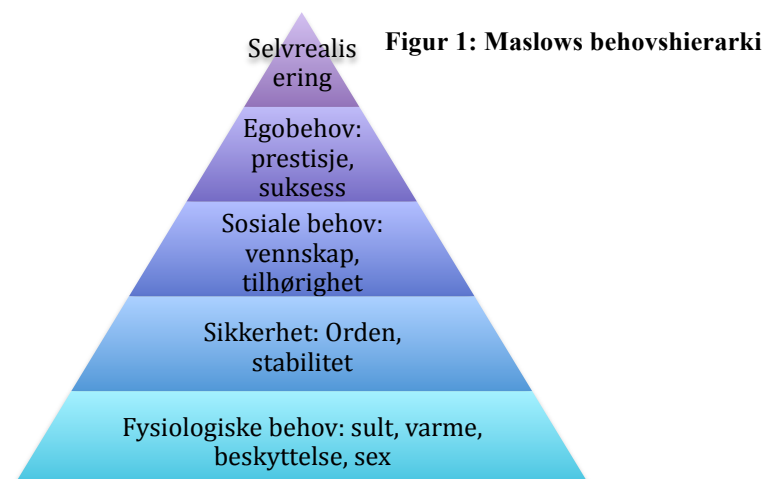 Figur 1: Maslows behovshierarki
Selvrealis
ering
Egobehov:
prestisje,
suksess
Sosiale behov:
vennskap,
tilhørighet
Sikkerhet: Orden,
stabilitet
Fysiologiske behov: sult, varme,
beskyttelse, sex